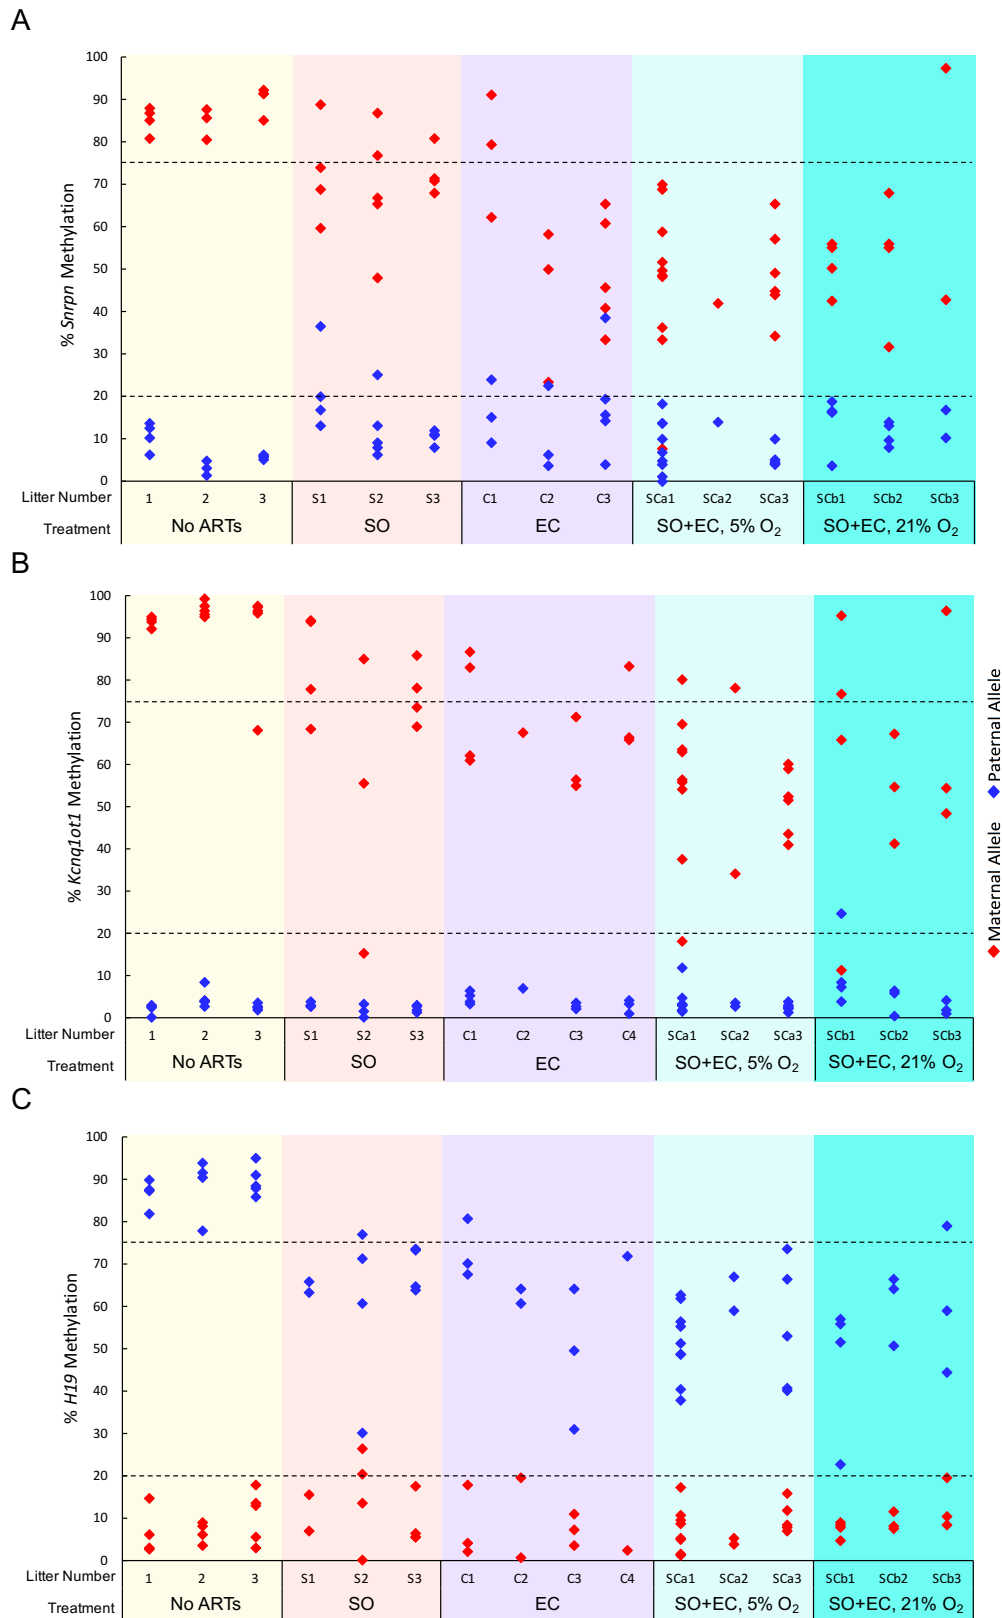 A
100
90
80
70
60
50
40
30
20
10
0
% Snrpn Methylation
Litter Number 1 2 3 S1 S2 S3 C1 C2 C3 SCa1 SCa2 SCa3 SCb1 SCb2 SCb3
Treatment No ARTs SO EC SO+EC, 5% O2 SO+EC, 21% O2
B
100
90
80
70
60
50
40
30
20
10
0
% Kcnq1ot1 Methylation
Litter Number 1 2 3 S1 S2 S3 C1 C2 C3 C4 SCa1 SCa2 SCa3 SCb1 SCb2 SCb3
Treatment No ARTs SO EC SO+EC, 5% O2 SO+EC, 21% O2
Maternal Allele
Paternal Allele
C
100
90
80
70
60
50
40
30
20
10
0
% H19 Methylation
Litter Number 1 2 3 S1 S2 S3 C1 C2 C3 C4 SCa1 SCa2 SCa3 SCb1 SCb2 SCb3
Treatment No ARTs SO EC SO+EC, 5% O2 SO+EC, 21% O2